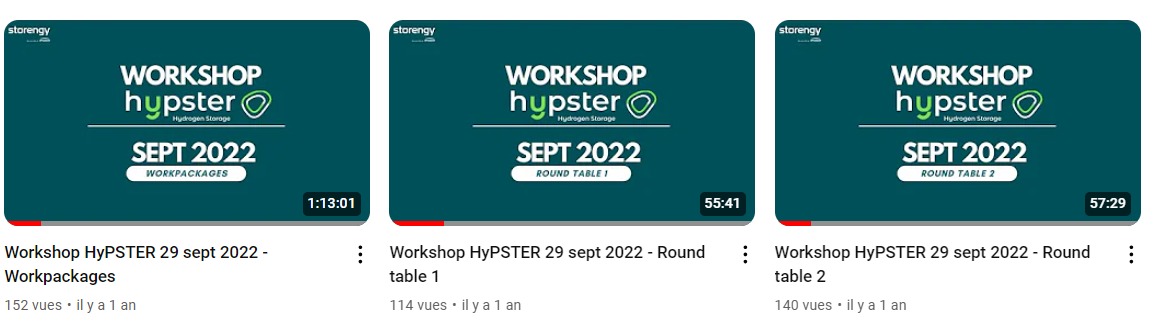 storengy
WORKSHOP
hypster
Hydrogen Storage
SEPT 2022
WORKPACKAGES
1:13:01
Workshop HyPSTER 29 sept 2022 -
Workpackages
152 vues • il y a 1 an
storengy
WORKSHOP
hypster
Hydrogen Storage
SEPT 2022
ROUND TABLE 1
55:41
Workshop HyPSTER 29 sept 2022 - Round
table 1
114 vues • il y a 1 an
storengy
WORKSHOP
hypster
Hydrogen Storage
SEPT 2022
ROUND TABLE 2
57:29
Workshop HyPSTER 29 sept 2022 - Round
table 2
140 vues • il y a 1 an